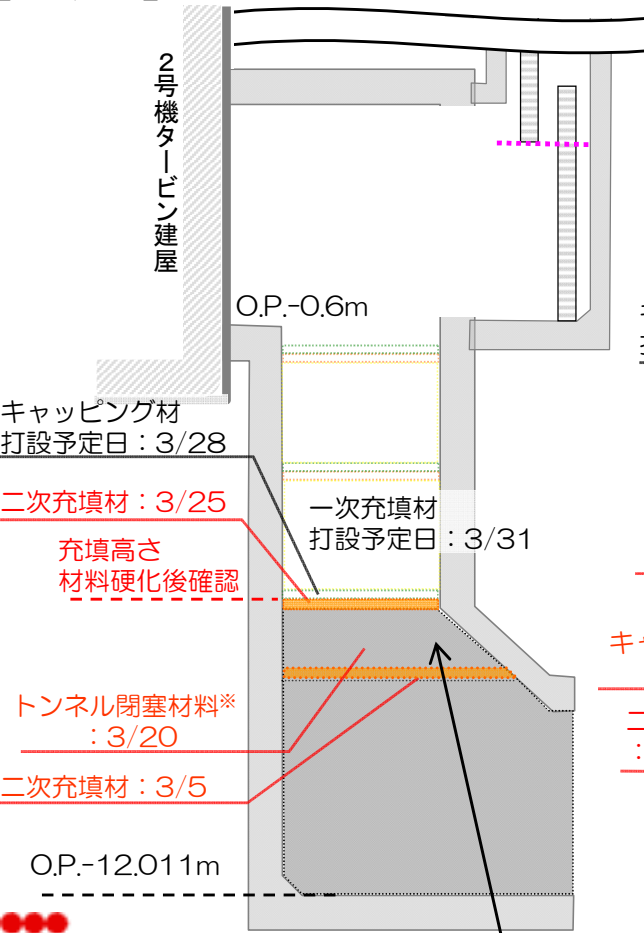 2号機タービン建屋
O.P.-0.6m
キャッピング材
打設予定日：3/28
二次充填材：3/25
一次充填材
打設予定日：3/31
充填高さ
材料硬化後確認
トンネル閉塞材料※
：3/20
二次充填材：3/5
O.P.-12.011m